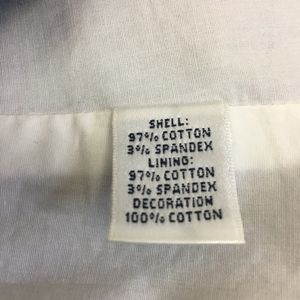 SHELL:
97% COTTON
3% SPANDEX
LINING:
97% COTTON
3% SPANDEX
DECORATION
100% COTTON